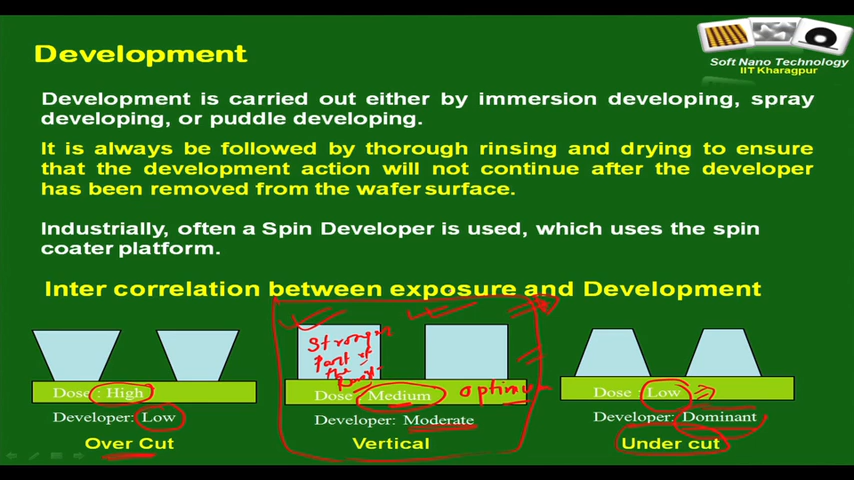 Development
Soft Nano Technology
IIT Kharagpur
Development is carried out either by immersion developing, spray
developing, or puddle developing.
It is always be followed by thorough rinsing and drying to ensure
that the development action will not continue after the developer
has been removed from the wafer surface.
Industrially, often a Spin Developer is used, which uses the spin
coater platform.
Inter correlation between exposure and Development
Part of
the
Dose : High
Developer: Low
Over Cut
Dose : Medium
optimum
Developer: Moderate
Vertical
Dose : Low
Developer: Dominant
Under cut